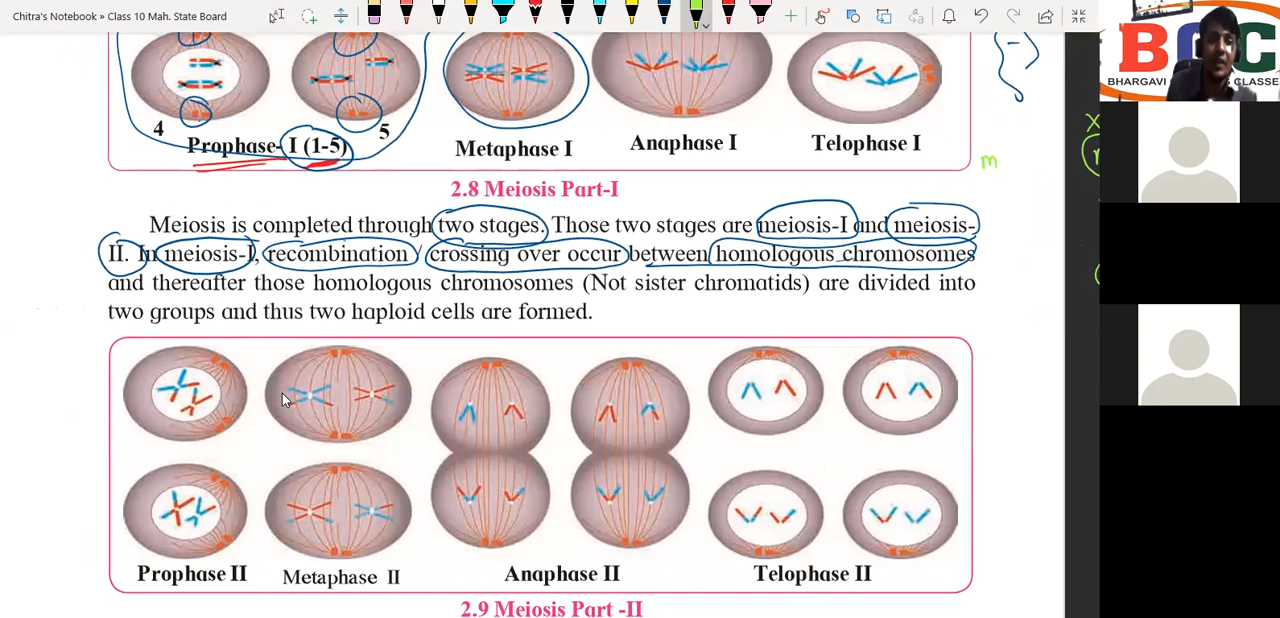 Chitra's Notebook » Class 10 Mah. State Board
BHARGAVI CLASSES
4
5
Prophase- I (1-5)
Metaphase I
Anaphase I
Telophase I
m
2.8 Meiosis Part-I
Meiosis is completed through two stages. Those two stages are meiosis-I and meiosis-
II. In meiosis-I, recombination / crossing over occur between homologous chromosomes
and thereafter those homologous chromosomes (Not sister chromatids) are divided into
two groups and thus two haploid cells are formed.
Prophase II
Metaphase II
Anaphase II
Telophase II
2.9 Meiosis Part -II